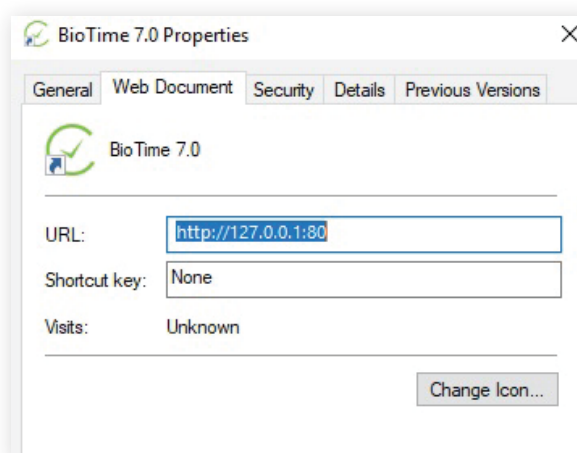 BioTime 7.0 Properties
General Web Document Security Details Previous Versions
BioTime 7.0
URL: http://127.0.0.1:80
Shortcut key: None
Visits: Unknown
Change Icon...